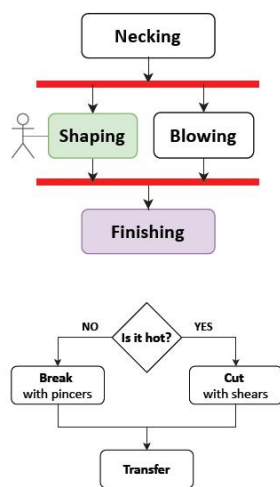 Necking
Shaping
Blowing
Finishing
Is it hot?
NO
YES
Break
with pincers
Cut
with shears
Transfer